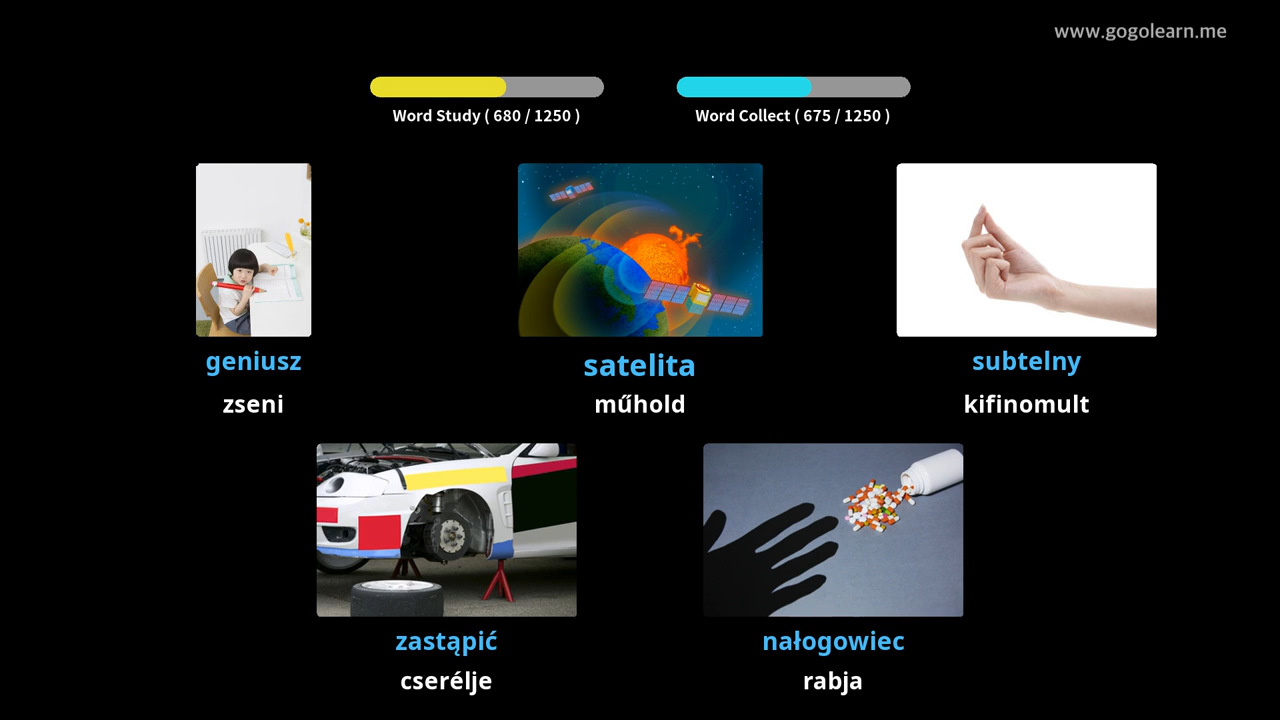 www.gogolearn.me
Word Study ( 680 / 1250 )
Word Collect ( 675 / 1250 )
geniusz
satelita
subtelny
zseni
műhold
kifinomult
zastąpić
nałogowiec
cserélje
rabja